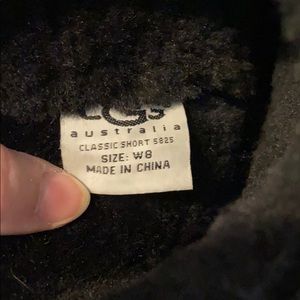 UGG
australia
CLASSIC SHORT 5825
SIZE: W8
MADE IN CHINA